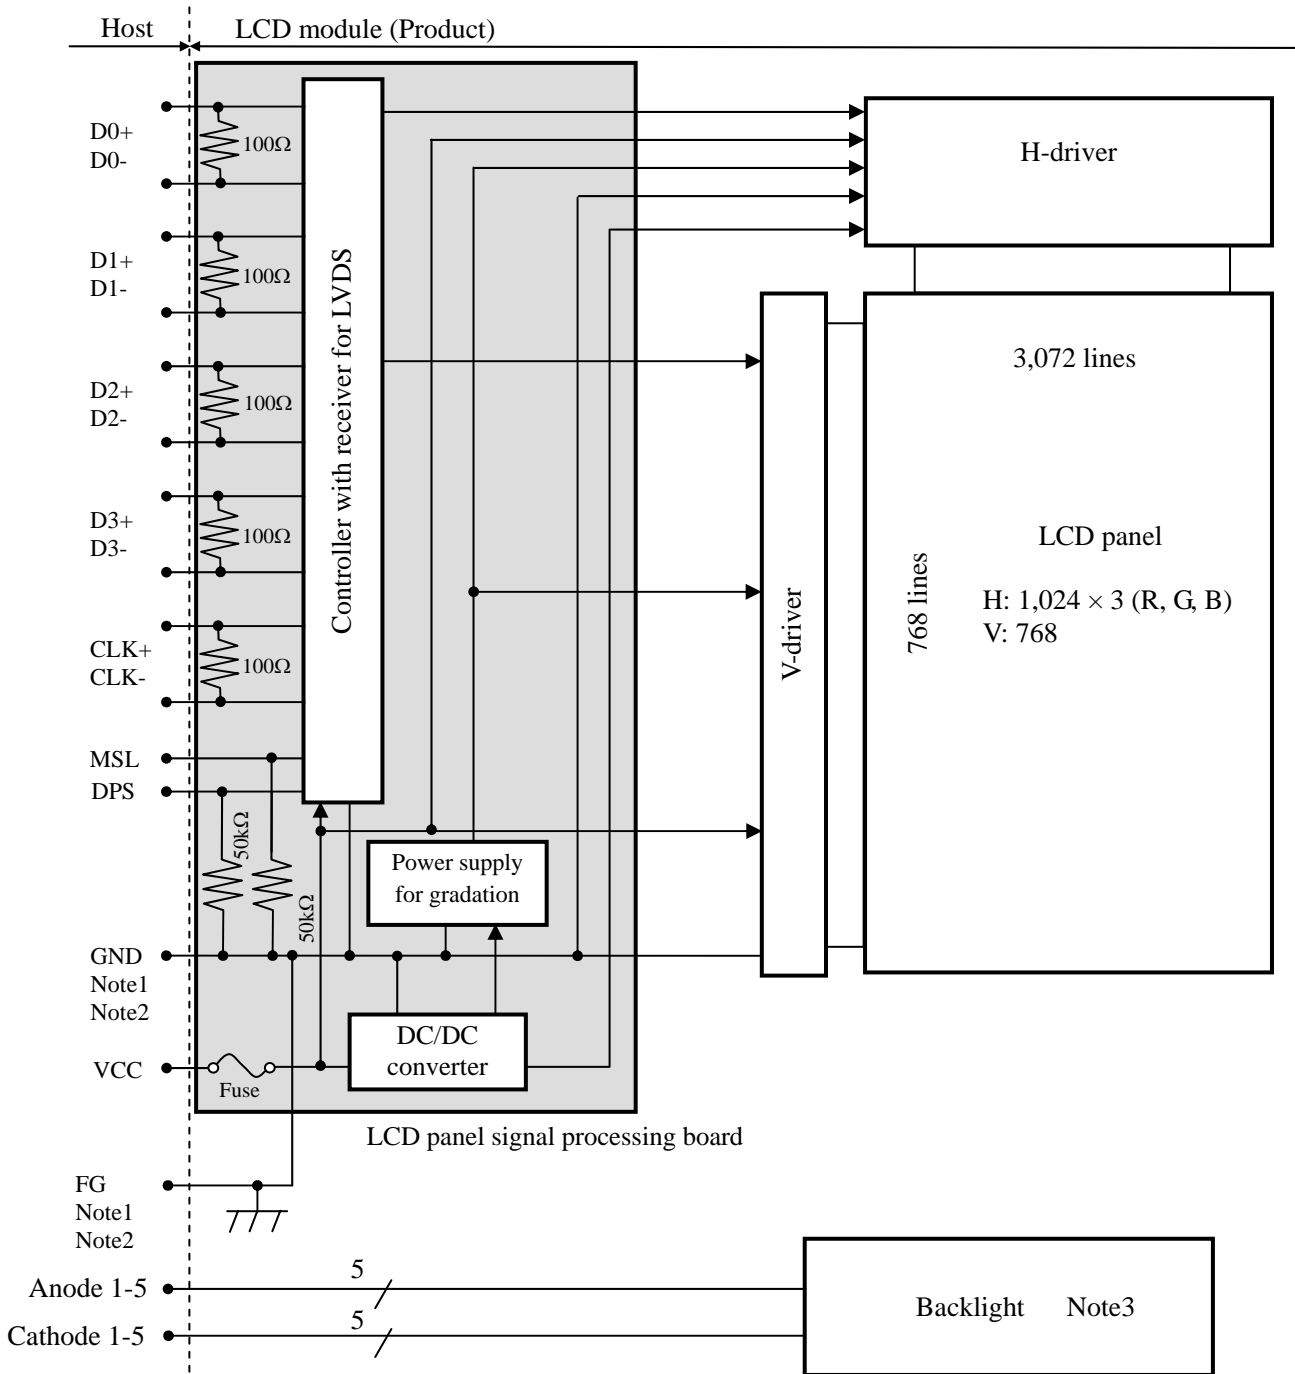 Host
LCD module (Product)
D0+
D0-
100Ω
D1+
D1-
100Ω
D2+
D2-
100Ω
D3+
D3-
100Ω
CLK+
CLK-
100Ω
MSL
DPS
50kΩ
50kΩ
GND
Note1
Note2
VCC
Fuse
Controller with receiver for LVDS
Power supply
for gradation
DC/DC
converter
LCD panel signal processing board
H-driver
V-driver
3,072 lines
768 lines
LCD panel
H: 1,024 × 3 (R, G, B)
V: 768
FG
Note1
Note2
Anode 1-5
5
Cathode 1-5
5
Backlight Note3